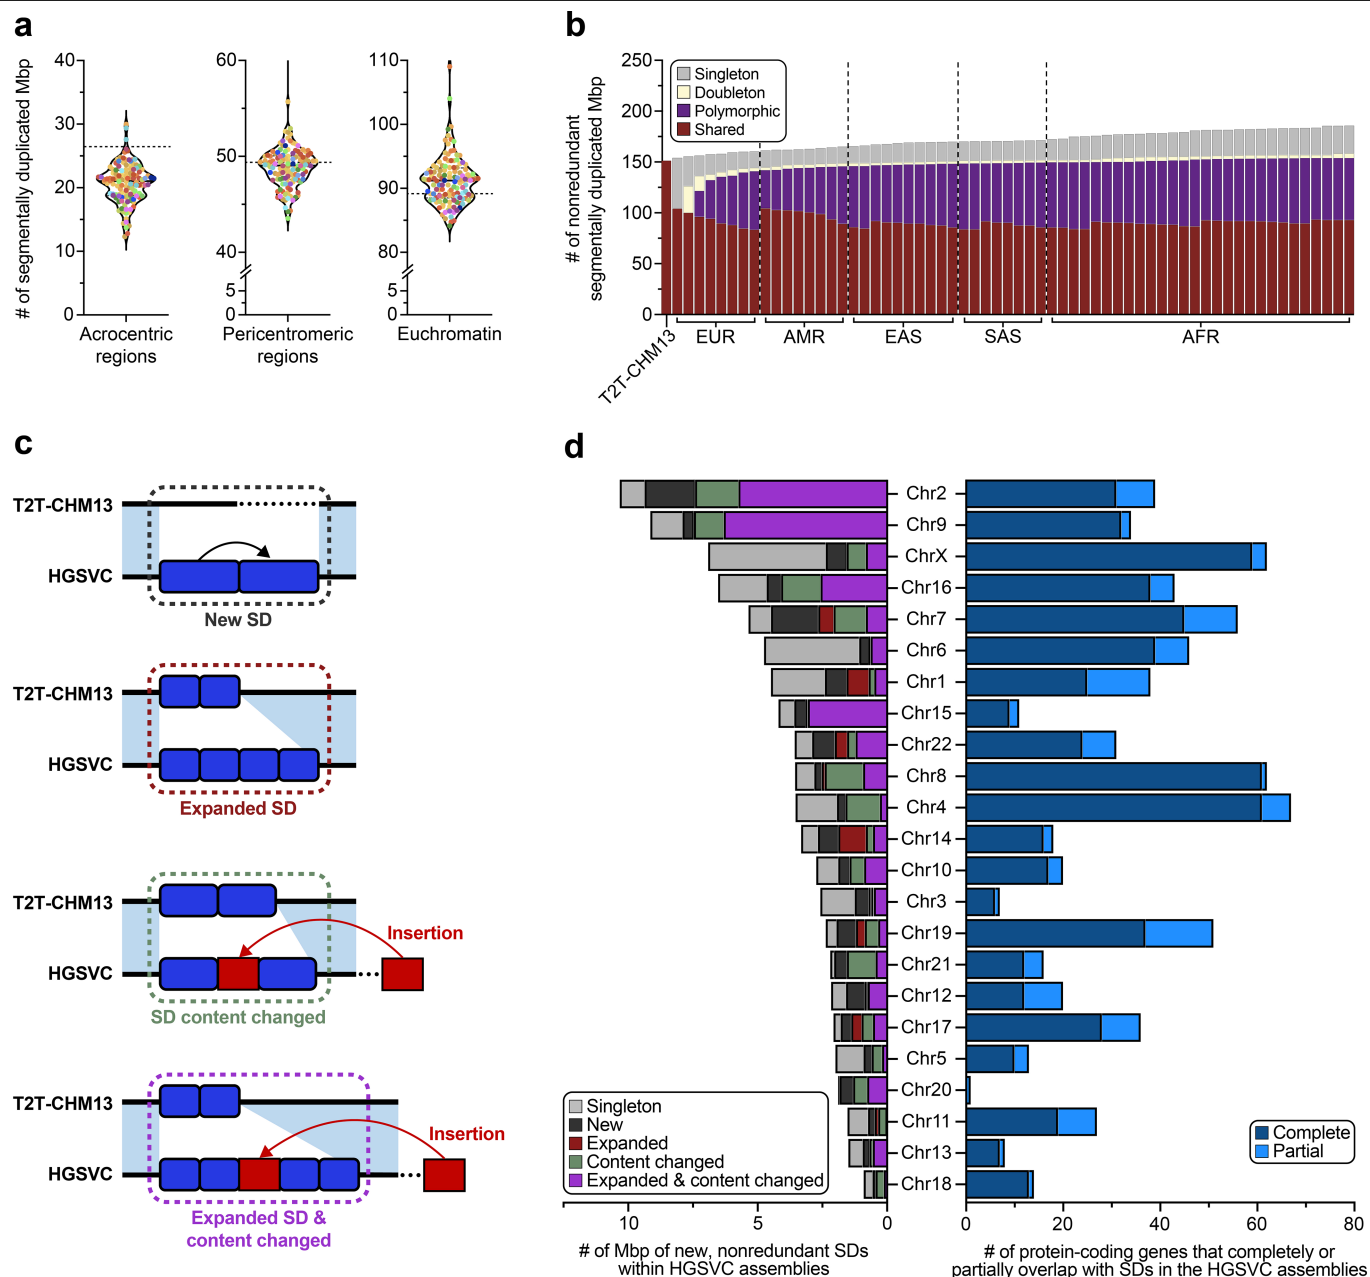 a
# of segmentally duplicated Mbp
40
30
20
10
0
Acrocentric
regions
60
50
40
5
0
Pericentromeric
regions
110
100
90
80
5
0
Euchromatin
b
# of nonredundant
segmentally duplicated Mbp
250
200
150
100
50
0
Singleton
Doubleton
Polymorphic
Shared
T2T-CHM13
EUR
AMR
EAS
SAS
AFR
c
T2T-CHM13
HGSVC
New SD
T2T-CHM13
HGSVC
Expanded SD
T2T-CHM13
Insertion
HGSVC
SD content changed
T2T-CHM13
Insertion
HGSVC
Expanded SD &
content changed
d
Chr2
Chr9
ChrX
Chr16
Chr7
Chr6
Chr1
Chr15
Chr22
Chr8
Chr4
Chr14
Chr10
Chr3
Chr19
Chr21
Chr12
Chr17
Chr5
Chr20
Chr11
Chr13
Chr18
Singleton
New
Expanded
Content changed
Expanded & content changed
10
5
0
# of Mbp of new, nonredundant SDs
within HGSVC assemblies
Complete
Partial
0
20
40
60
80
# of protein-coding genes that completely or
partially overlap with SDs in the HGSVC assemblies